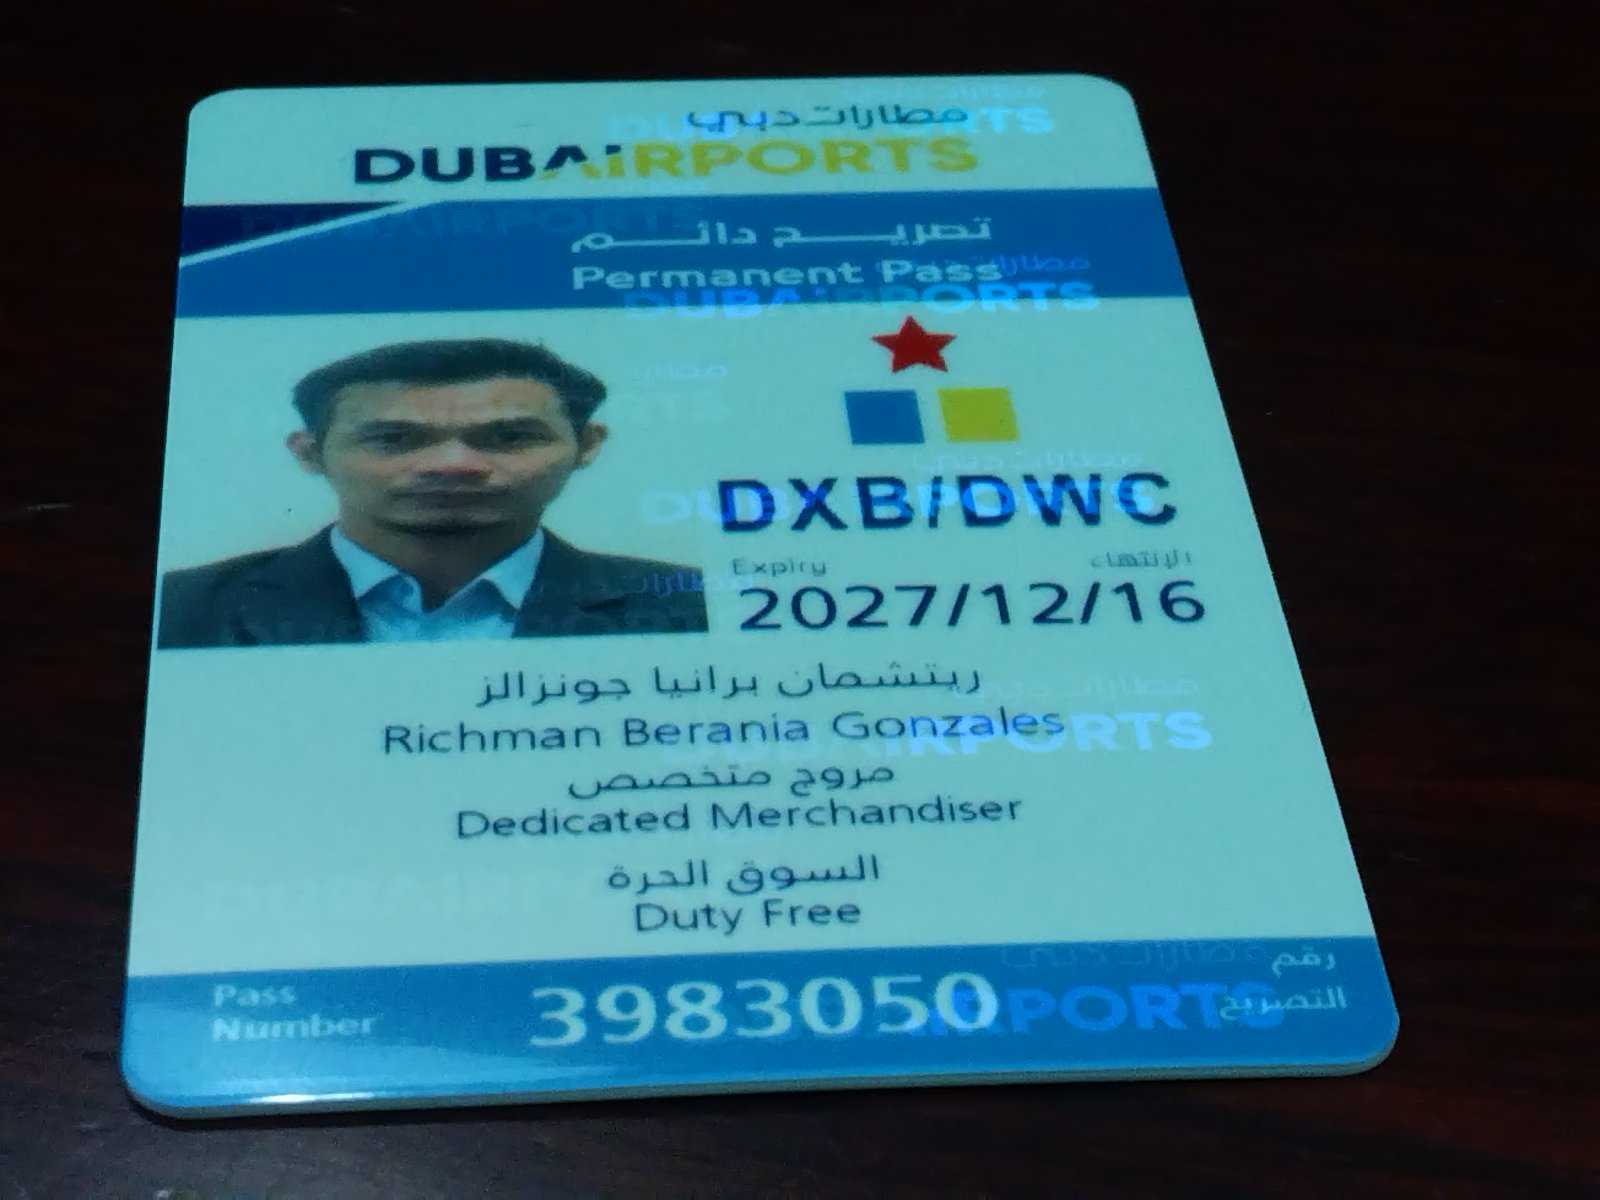 مطارات دبي
DUBAIRPORTS
تصريح دائم
Permanent Pass
DXB/DWC
Expiry الإنتهاء
2027/12/16
ريتشمان برانيا جونزالز
Richman Berania Gonzales
مروج متخصص
Dedicated Merchandiser
السوق الحرة
Duty Free
Pass Number 3983050 رقم التصريح